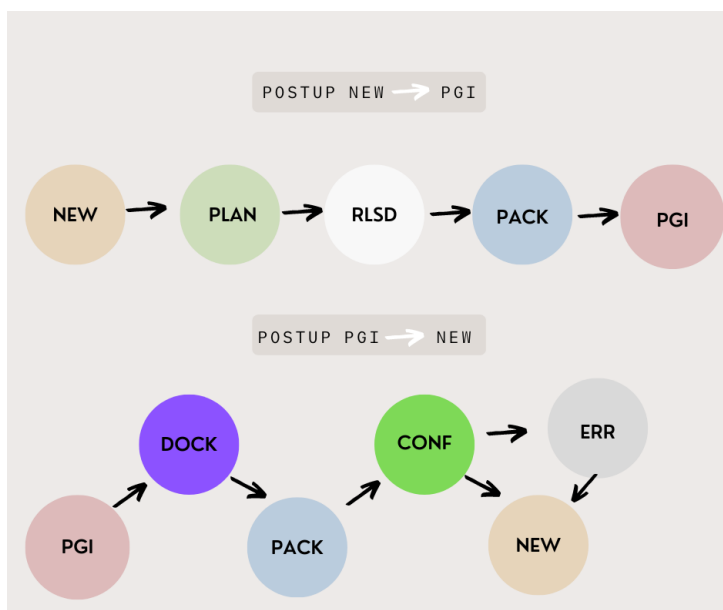 POSTUP NEW PGI
NEW PLAN RLSD PACK PGI
POSTUP PGI NEW
DOCK CONF ERR
PGI PACK NEW